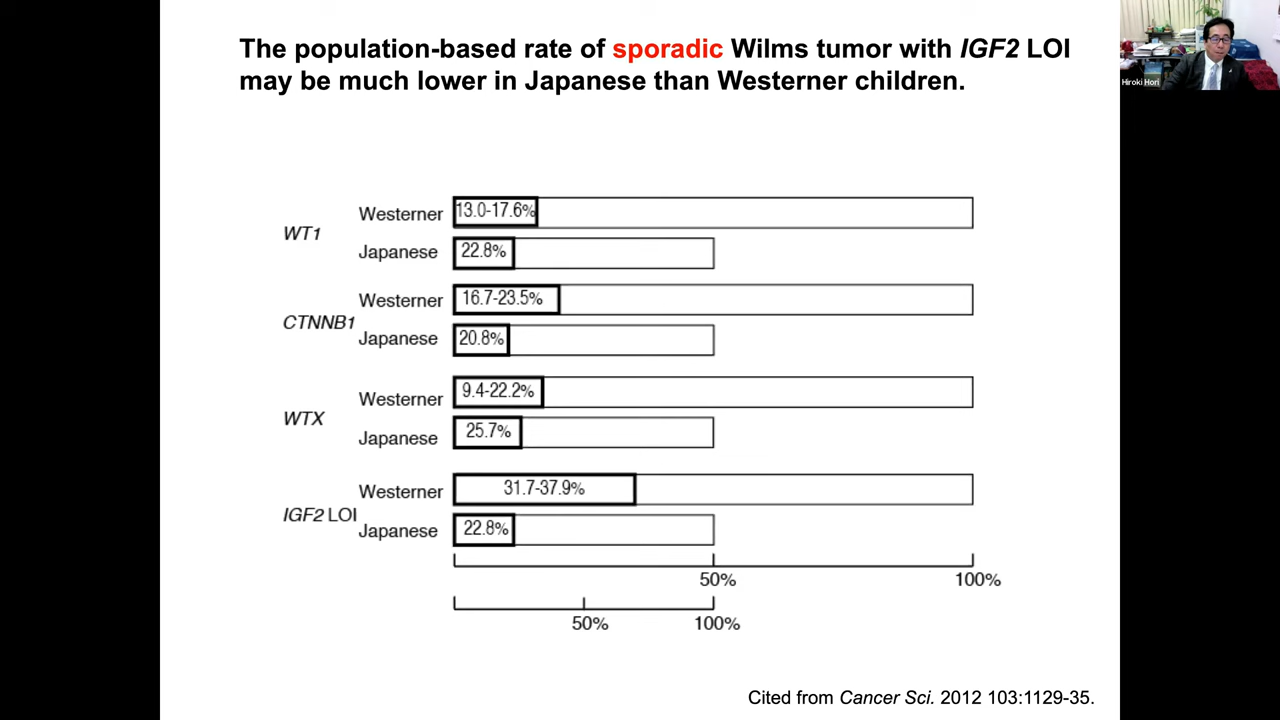 The population-based rate of sporadic Wilms tumor with IGF2 LOI
may be much lower in Japanese than Westerner children.
Hiroki Hori
WT1
Westerner 13.0-17.6%
Japanese 22.8%
CTNNB1
Westerner 16.7-23.5%
Japanese 20.8%
WTX
Westerner 9.4-22.2%
Japanese 25.7%
IGF2 LOI
Westerner 31.7-37.9%
Japanese 22.8%
50% 100%
50% 100%
Cited from Cancer Sci. 2012 103:1129-35.